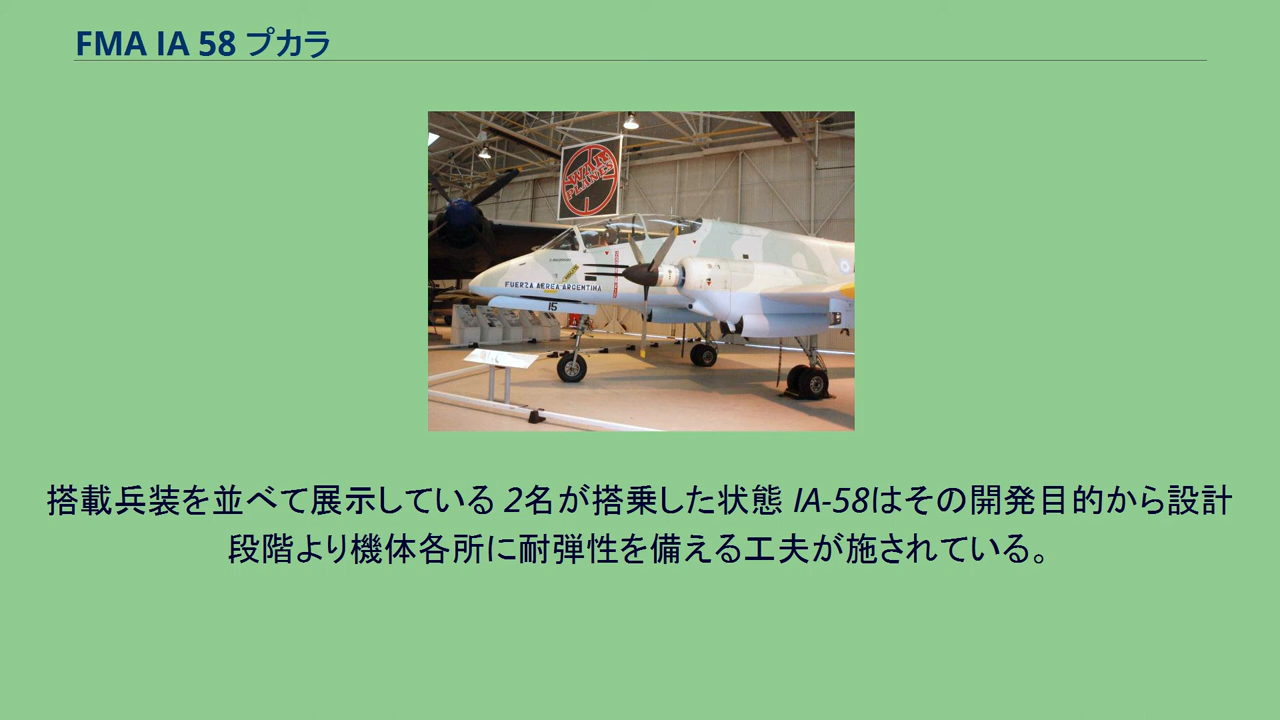 FMA IA 58 プカラ
WAR
PLANES
FUERZA AEREA ARGENTINA
15
搭載兵装を並べて展示している 2名が搭乗した状態 IA-58はその開発目的から設計
段階より機体各所に耐弾性を備える工夫が施されている。